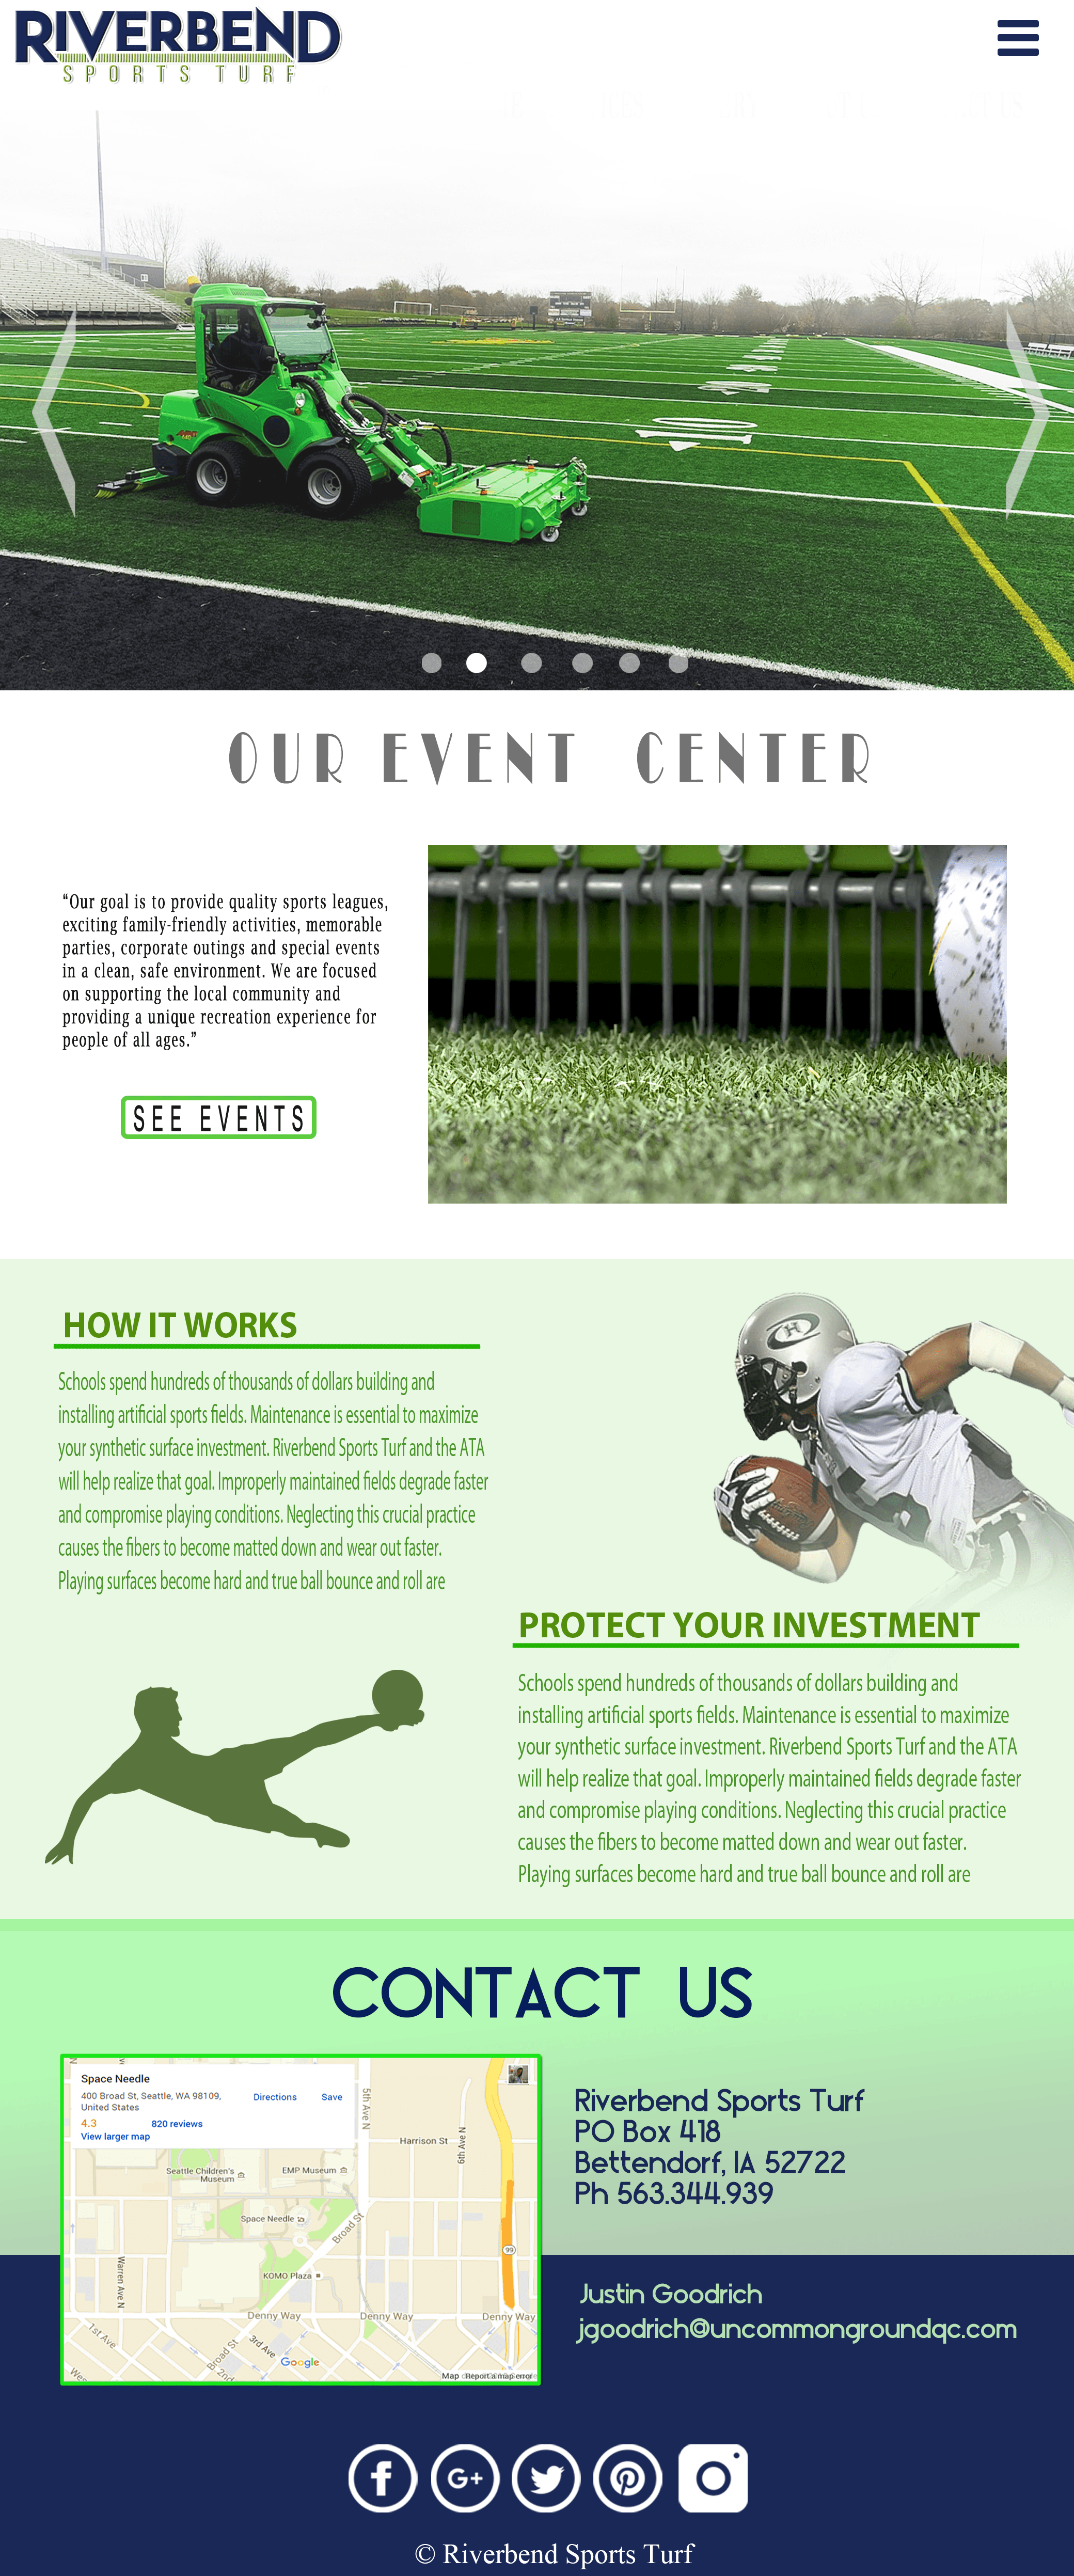 RIVERBEND
SPORTS TURF
OUR EVENT CENTER
“Our goal is to provide quality sports leagues,
exciting family-friendly activities, memorable
parties, corporate outings and special events
in a clean, safe environment. We are focused
on supporting the local community and
providing a unique recreation experience for
people of all ages.”
SEE EVENTS
HOW IT WORKS
Schools spend hundreds of thousands of dollars building and
installing artificial sports fields. Maintenance is essential to maximize
your synthetic surface investment. Riverbend Sports Turf and the ATA
will help realize that goal. Improperly maintained fields degrade faster
and compromise playing conditions. Neglecting this crucial practice
causes the fibers to become matted down and wear out faster.
Playing surfaces become hard and true ball bounce and roll are
PROTECT YOUR INVESTMENT
Schools spend hundreds of thousands of dollars building and
installing artificial sports fields. Maintenance is essential to maximize
your synthetic surface investment. Riverbend Sports Turf and the ATA
will help realize that goal. Improperly maintained fields degrade faster
and compromise playing conditions. Neglecting this crucial practice
causes the fibers to become matted down and wear out faster.
Playing surfaces become hard and true ball bounce and roll are
CONTACT US
Space Needle
400 Broad St, Seattle, WA 98109,
United States
Directions
Save
4.3
820 reviews
View larger map
5th Ave N
Harrison St
6th Ave N
Seattle Children's
Museum
EMP Museum
Space Needle
Broad St
99
KOMO Plaza
Warren Ave N
Denny Way
Denny Way
Denny Way
1st Ave
Broad St
3rd Ave
2nd
Wes
Google
Map
Report a map error
Riverbend Sports Turf
PO Box 418
Bettendorf, IA 52722
Ph 563.344.939
Justin Goodrich
jgoodrich@uncommongroundqc.com
© Riverbend Sports Turf